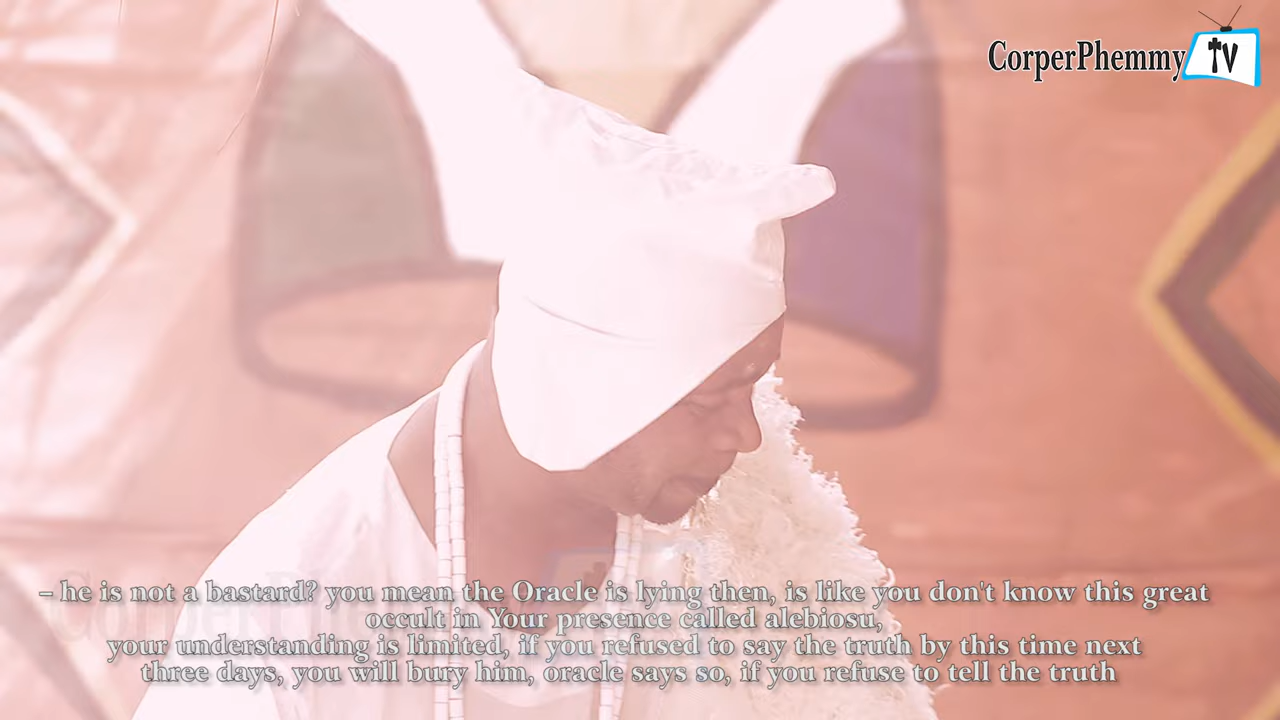 CorperPhemmy TV
– he is not a bastard? you mean the Oracle is lying then, is like you don't know this great
occult in Your presence called alebiosu,
your understanding is limited, if you refused to say the truth by this time next
three days, you will bury him, oracle says so, if you refuse to tell the truth